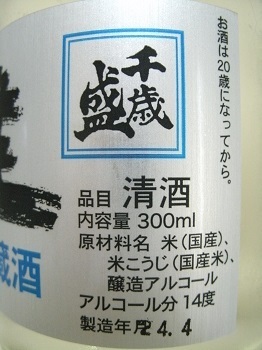 お酒は20歳になってから。
千歳盛
蔵酒
品目 清酒
内容量 300ml
原材料名 米(国産)、
米こうじ(国産米)、
醸造アルコール
アルコール分 14度
製造年月 24.4